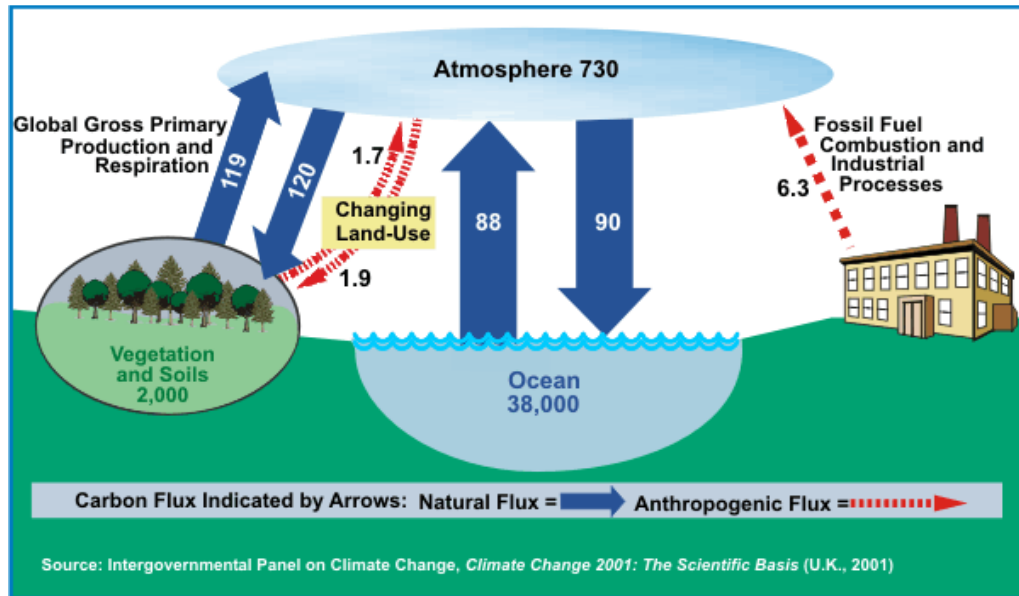 Atmosphere 730
Global Gross Primary
Production and
Respiration
119
120
1.7
Changing
Land-Use
1.9
88
90
Fossil Fuel
Combustion and
Industrial
Processes
6.3
Vegetation
and Soils
2,000
Ocean
38,000
Carbon Flux Indicated by Arrows: Natural Flux = Anthropogenic Flux =
Source: Intergovernmental Panel on Climate Change, Climate Change 2001: The Scientific Basis (U.K., 2001)